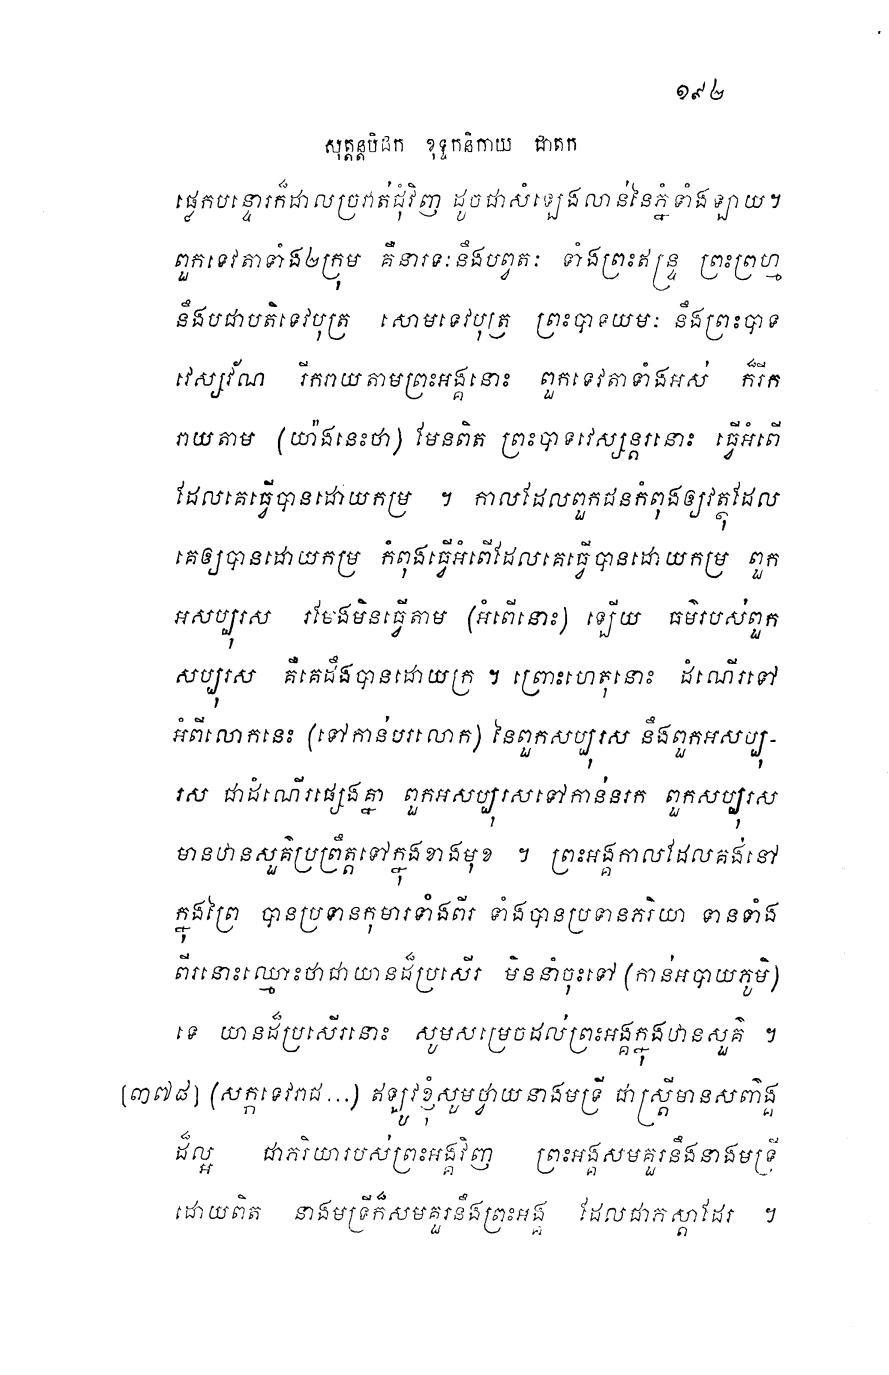 ១៩៤
សុត្តន្តបិដក ខុទ្ទកនិកាយ ជាតក
ផ្លេកបន្ទោរក៏ដាលច្រវាត់ជុំវិញ ដូចជាសំឡេងលាន់នៃភ្នំទាំងឡាយ។
ពួកទេវតាទាំង២ក្រុម គឺនារទៈនឹងបព្វតៈ ទាំងព្រះឥន្ទ្រ ព្រះព្រហ្ម
នឹងបជាបតិទេវបុត្រ សោមទេវបុត្រ ព្រះបាទយមៈ នឹងព្រះបាទ
វេស្សវ័ណ រីករាយតាមព្រះអង្គនោះ ពួកទេវតាទាំងអស់ ក៏រីក
រាយតាម (យ៉ាងនេះថា) មែនពិត ព្រះបាទវេស្សន្តរនោះ ធ្វើអំពើ
ដែលគេធ្វើបានដោយកម្រ ។ កាលដែលពួកជនកំពុងឲ្យវត្ថុដែល
គេឲ្យបានដោយកម្រ កំពុងធ្វើអំពើដែលគេធ្វើបានដោយកម្រ ពួក
អសប្បុរស រមែងមិនធ្វើតាម (អំពើនោះ) ឡើយ ធម៌របស់ពួក
សប្បុរស គឺគេដឹងបានដោយក្រ ។ ព្រោះហេតុនោះ ដំណើរទៅ
អំពីលោកនេះ (ទៅកាន់បរលោក) នៃពួកសប្បុរស នឹងពួកអសប្បុ-
រស ជាដំណើរផ្សេងគ្នា ពួកអសប្បុរសទៅកាន់នរក ពួកសប្បុរស
មានឋានសួគ៌ប្រព្រឹត្តទៅក្នុងខាងមុខ ។ ព្រះអង្គកាលដែលគង់នៅ
ក្នុងព្រៃ បានប្រទានកុមារទាំងពីរ ទាំងបានប្រទានភរិយា ទានទាំង
ពីរនោះឈ្មោះថាជាយានដ៏ប្រសើរ មិននាំចុះទៅ (កាន់អបាយភូមិ)
ទេ យានដ៏ប្រសើរនោះ សូមសម្រេចដល់ព្រះអង្គក្នុងឋានសួគ៌ ។
[៣៧៨] (សក្កទេវរាជ...) ឥឡូវខ្ញុំសូមថ្វាយនាងមទ្រី ជាស្ត្រីមានសព៌ាង្គ
ដ៏ល្អ ជាភរិយារបស់ព្រះអង្គវិញ ព្រះអង្គសមគួរនឹងនាងមទ្រី
ដោយពិត នាងមទ្រីក៏សមគួរនឹងព្រះអង្គ ដែលជាភស្តាដែរ ។